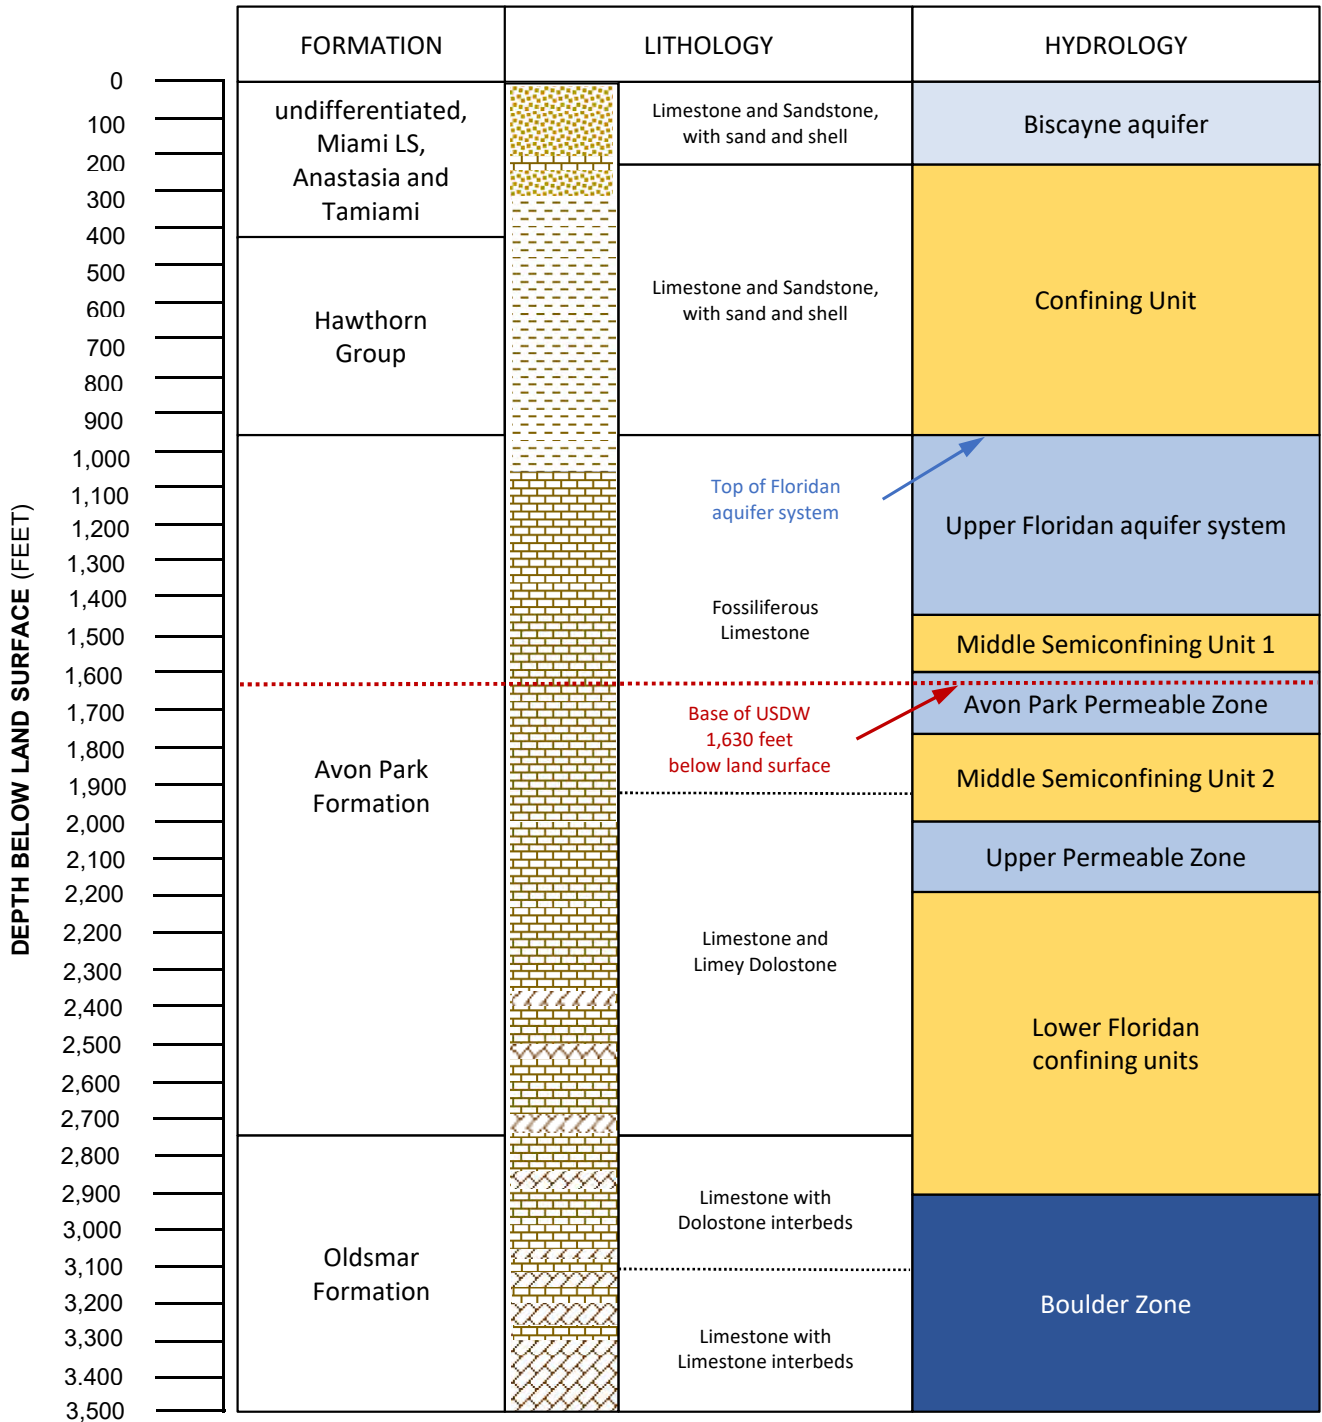 FORMATION
LITHOLOGY
HYDROLOGY
DEPTH BELOW LAND SURFACE (FEET)
0
100
200
300
400
500
600
700
800
900
1,000
1,100
1,200
1,300
1,400
1,500
1,600
1,700
1,800
1,900
2,000
2,100
2,200
2,200
2,300
2,400
2,500
2,600
2,700
2,800
2,900
3,000
3,100
3,200
3,300
3.400
3,500
undifferentiated,
Miami LS,
Anastasia and
Tamiami
Hawthorn
Group
Avon Park
Formation
Oldsmar
Formation
Limestone and Sandstone,
with sand and shell
Limestone and Sandstone,
with sand and shell
Top of Floridan
aquifer system
Fossiliferous
Limestone
Base of USDW
1,630 feet
below land surface
Limestone and
Limey Dolostone
Limestone with
Dolostone interbeds
Limestone with
Limestone interbeds
Biscayne aquifer
Confining Unit
Upper Floridan aquifer system
Middle Semiconfining Unit 1
Avon Park Permeable Zone
Middle Semiconfining Unit 2
Upper Permeable Zone
Lower Floridan
confining units
Boulder Zone